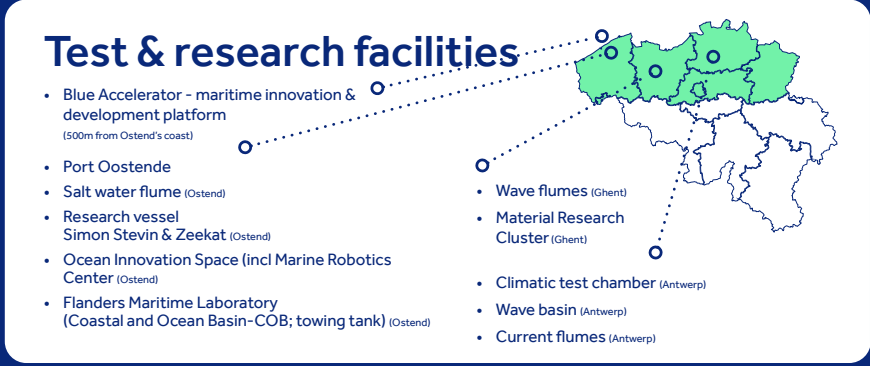 Test & research facilities
• Blue Accelerator - maritime innovation &
development platform
(500m from Ostend's coast)
• Port Oostende
• Salt water flume (Ostend)
• Research vessel
Simon Stevin & Zeekat (Ostend)
• Ocean Innovation Space (incl Marine Robotics
Center (Ostend)
• Flanders Maritime Laboratory
(Coastal and Ocean Basin-COB; towing tank) (Ostend)
• Wave flumes (Ghent)
• Material Research
Cluster (Ghent)
• Climatic test chamber (Antwerp)
• Wave basin (Antwerp)
• Current flumes (Antwerp)